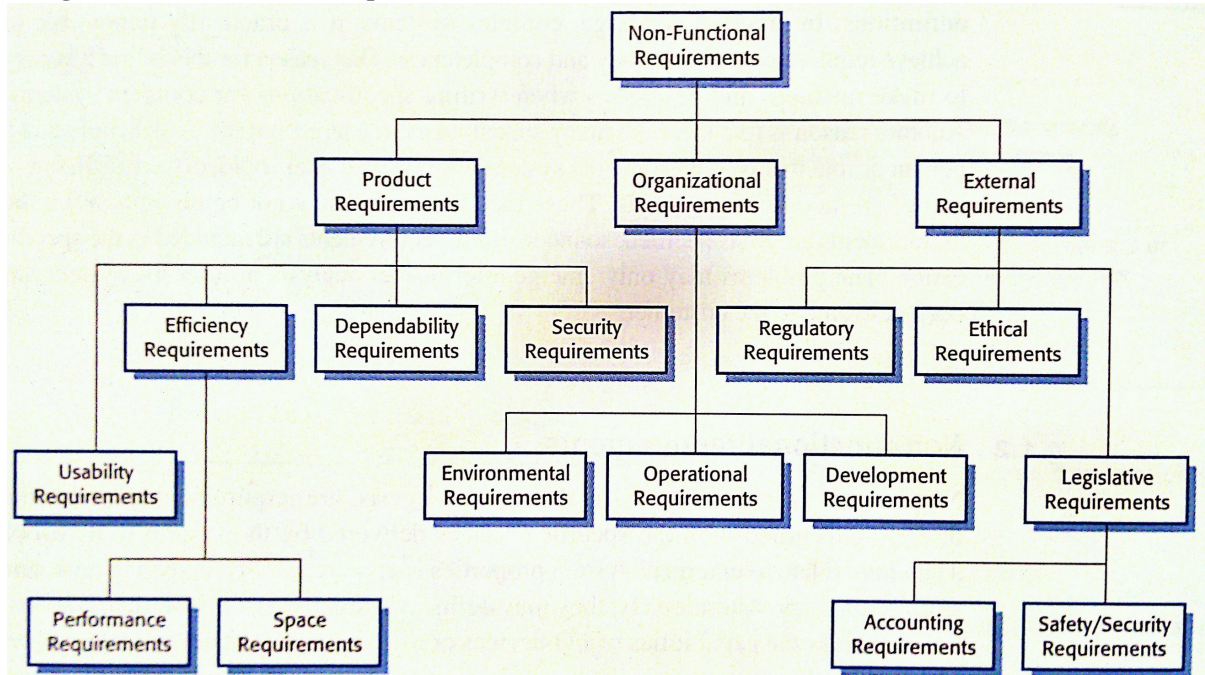 Non-Functional
Requirements
Product
Requirements
Organizational
Requirements
External
Requirements
Efficiency
Requirements
Dependability
Requirements
Security
Requirements
Regulatory
Requirements
Ethical
Requirements
Usability
Requirements
Environmental
Requirements
Operational
Requirements
Development
Requirements
Legislative
Requirements
Performance
Requirements
Space
Requirements
Accounting
Requirements
Safety/Security
Requirements